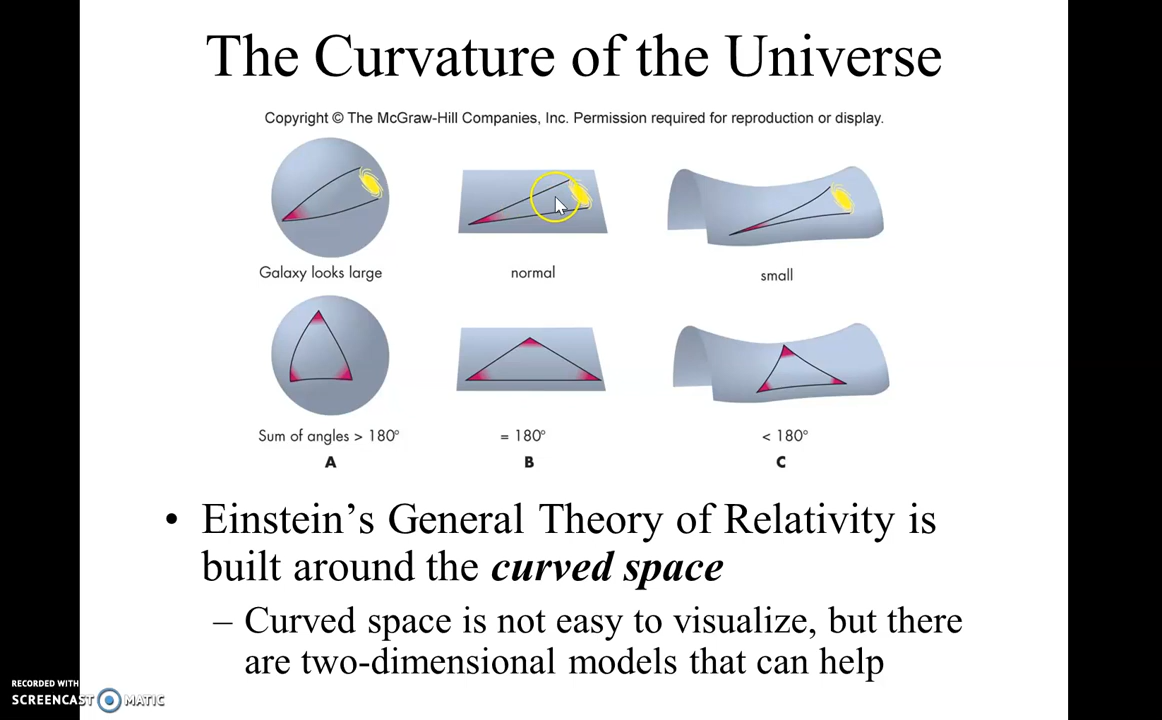 The Curvature of the Universe
Copyright © The McGraw-Hill Companies, Inc. Permission required for reproduction or display.
Galaxy looks large
normal
small
Sum of angles > 180°
= 180°
< 180°
A
B
C
• Einstein’s General Theory of Relativity is
built around the curved space
– Curved space is not easy to visualize, but there
are two-dimensional models that can help
RECORDED WITH
SCREENCAST MATIC